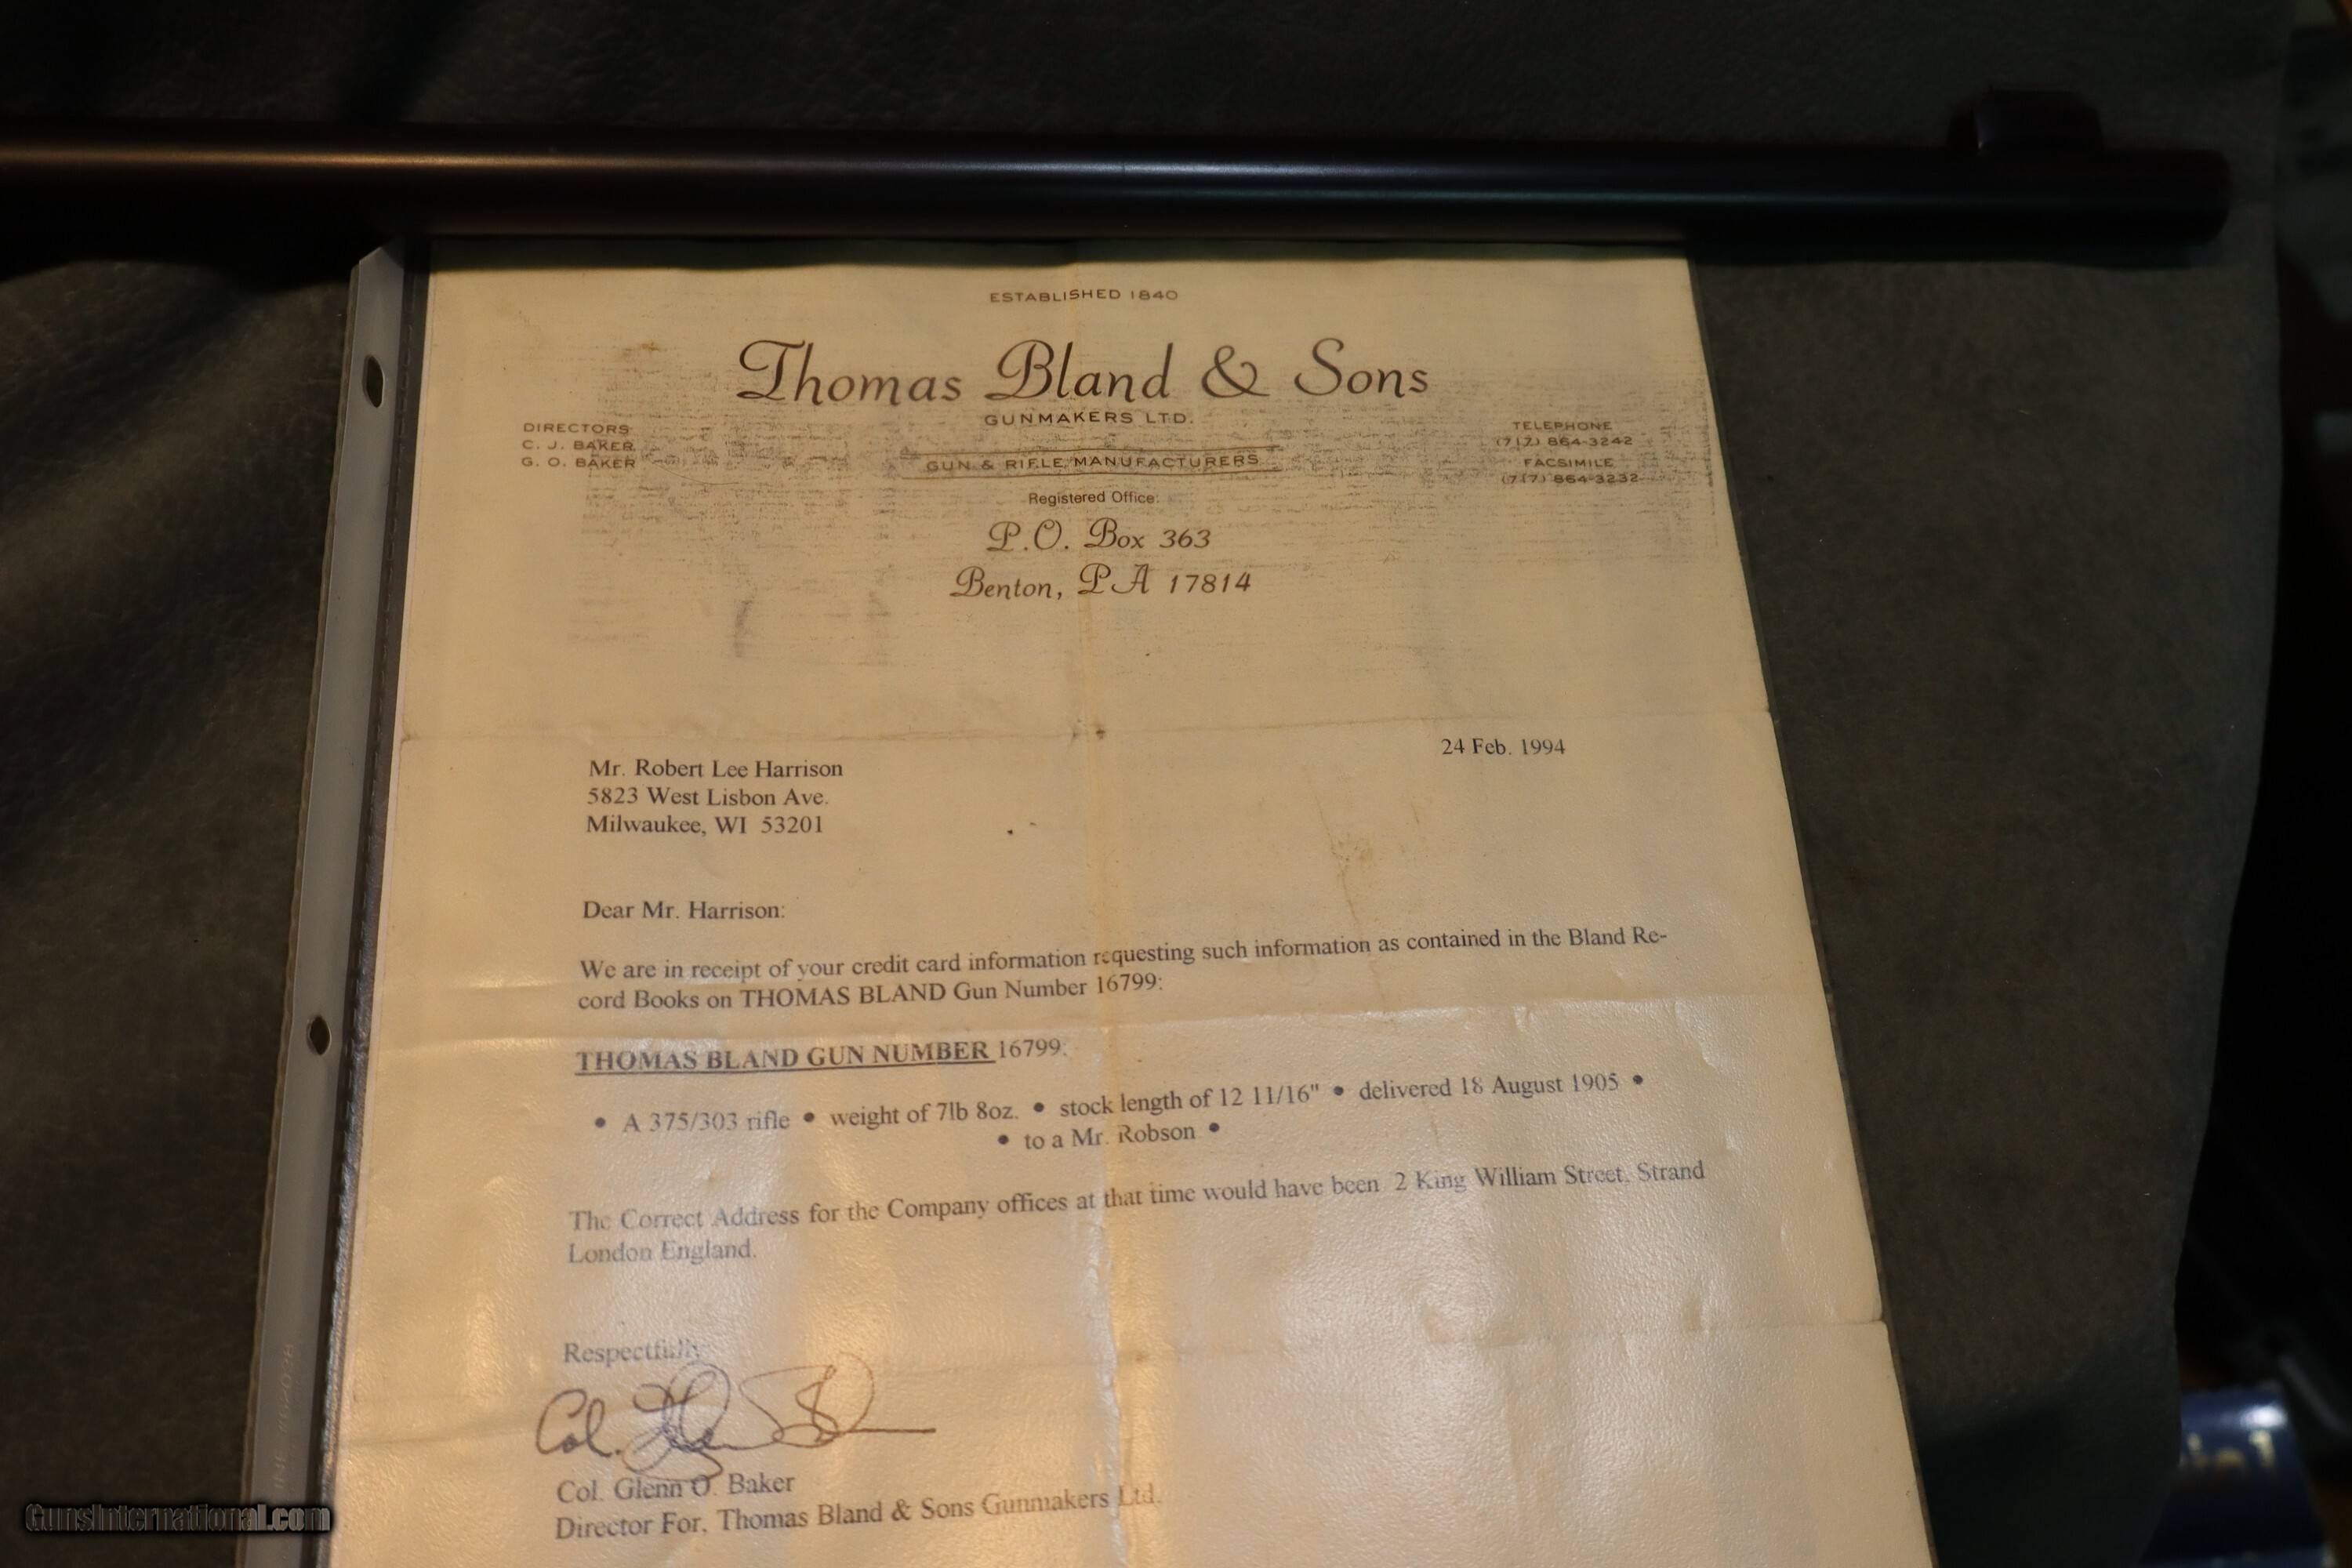 ESTABLISHED 1840
Thomas Bland & Sons
GUNMAKERS LTD.
DIRECTORS
C. J. BAKER
G. O. BAKER
GUN & RIFLE MANUFACTURERS
TELEPHONE
(717) 864-3242
FACSIMILE
(717) 864-3232
Registered Office:
P.O. Box 363
Benton, PA 17814
24 Feb. 1994
Mr. Robert Lee Harrison
5823 West Lisbon Ave.
Milwaukee, WI 53201
Dear Mr. Harrison:
We are in receipt of your credit card information requesting such information as contained in the Bland Re-
cord Books on THOMAS BLAND Gun Number 16799:
THOMAS BLAND GUN NUMBER 16799:
• A 375/303 rifle • weight of 7lb 8oz. • stock length of 12 11/16" • delivered 18 August 1905 •
• to a Mr. Robson •
The Correct Address for the Company offices at that time would have been 2 King William Street, Strand
London England.
Respectfully
Col.
Col. Glenn O. Baker
Director For, Thomas Bland & Sons Gunmakers Ltd.
GunsInternational.com